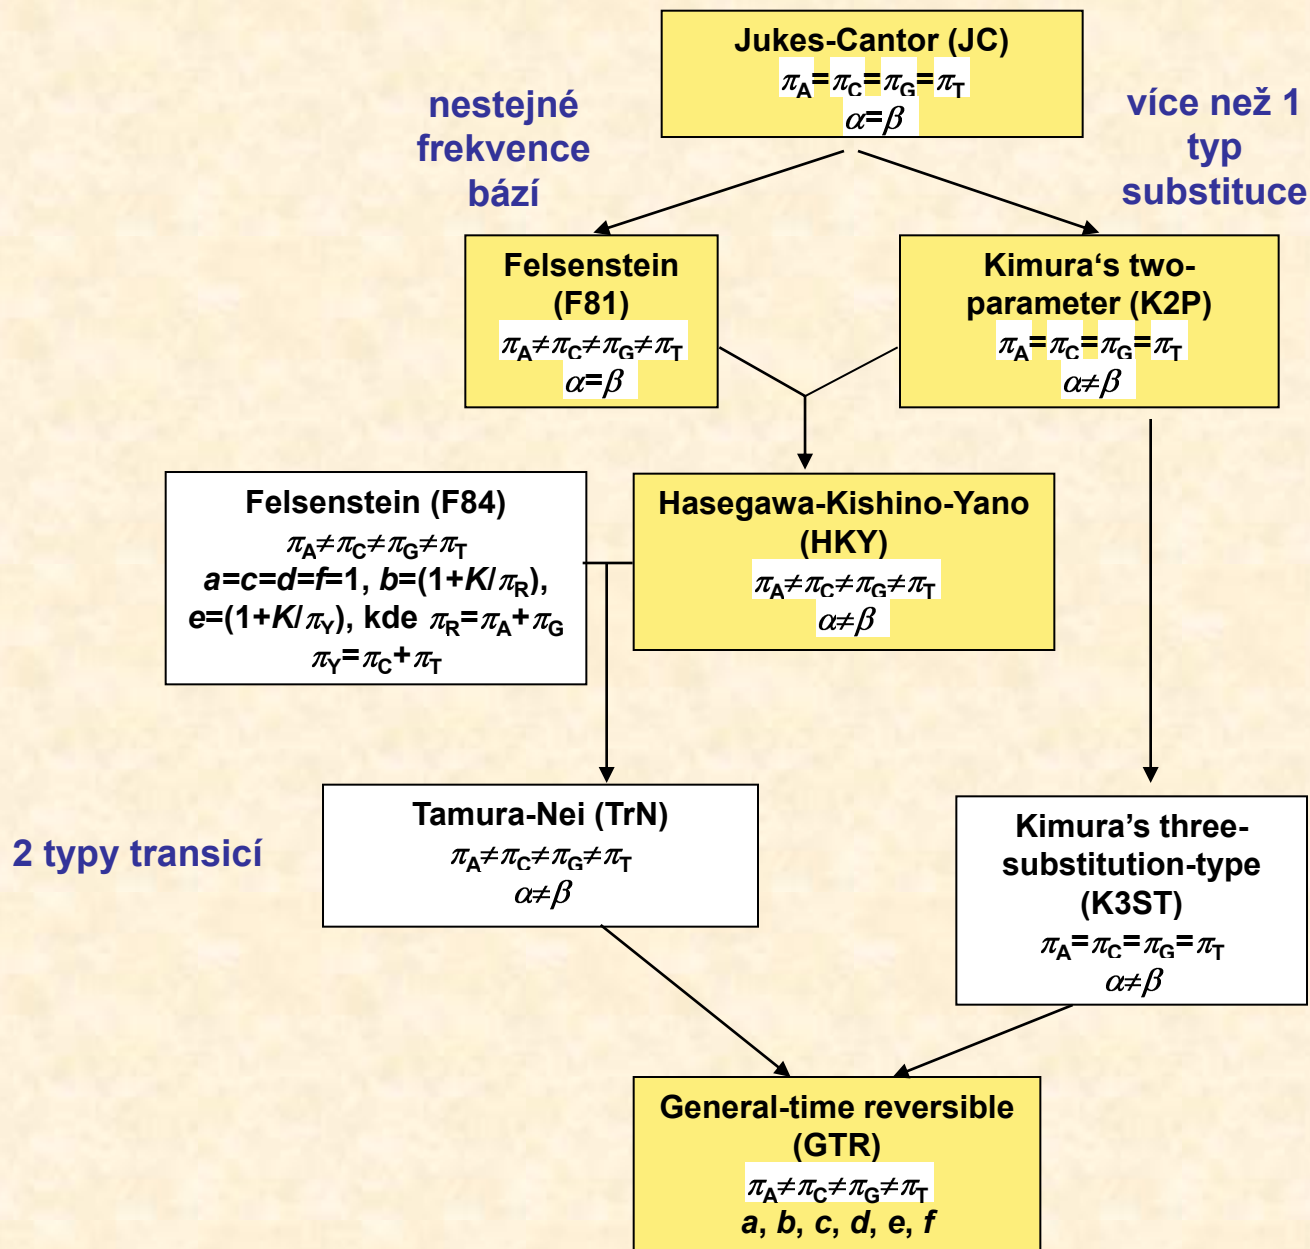 Jukes-Cantor (JC)
πA=πC=πG=πT
α=β
nestejné
frekvence
bází
více než 1
typ
substituce
Felsenstein
(F81)
πA≠πC≠πG≠πT
α=β
Kimura‘s two-
parameter (K2P)
πA=πC=πG=πT
α≠β
Felsenstein (F84)
πA≠πC≠πG≠πT
a=c=d=f=1, b=(1+K/πR),
e=(1+K/πY), kde πR=πA+πG
πY=πC+πT
Hasegawa-Kishino-Yano
(HKY)
πA≠πC≠πG≠πT
α≠β
2 typy transicí
Tamura-Nei (TrN)
πA≠πC≠πG≠πT
α≠β
Kimura’s three-
substitution-type
(K3ST)
πA=πC=πG=πT
α≠β
General-time reversible
(GTR)
πA≠πC≠πG≠πT
a, b, c, d, e, f